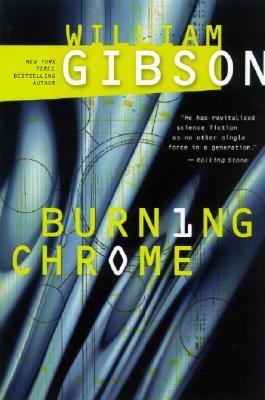 WILLIAM
GIBSON
NEW YORK
TIMES
BESTSELLING
AUTHOR
"He has revitalized
science fiction
as no other single
force in a generation."
— Rolling Stone
BURN1NG
CHR0ME